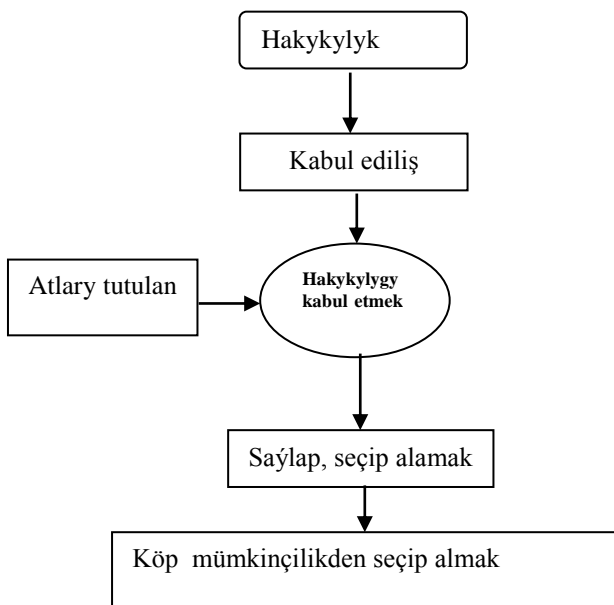 Hakykylyk
Kabul ediliş
Atlary tutulan
Hakykylygy
kabul etmek
Saýlap, seçip alamak
Köp mümkinçilikden seçip almak